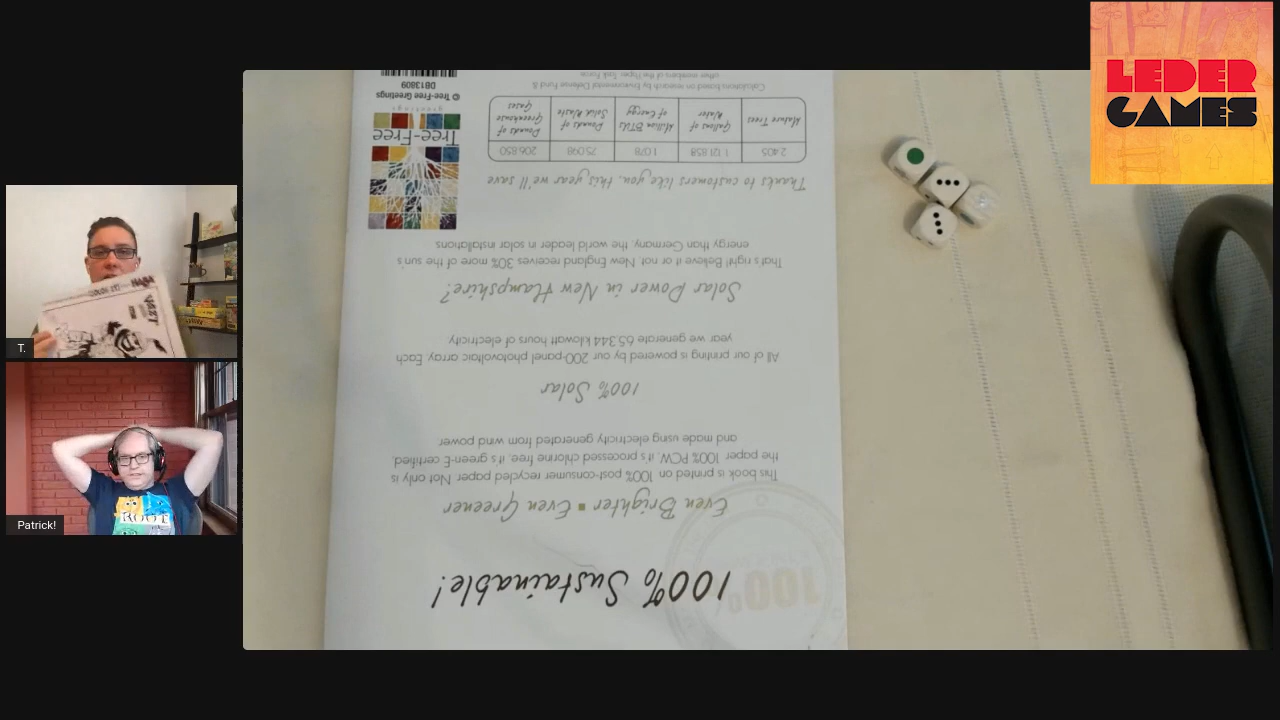 LEDER
GAMES
T.
Patrick!
ROOT
100% Sustainable!
100%
Even Brighter ▪ Even Greener
This book is printed on 100% post-consumer recycled paper. Not only is
the paper 100% PCW, it's processed chlorine free, it's green-E certified,
and made using electricity generated from wind power.
100% Solar
All of our printing is powered by our 200-panel photovoltaic array. Each
year we generate 65,344 kilowatt hours of electricity.
Solar Power in New Hampshire?
That's right! Believe it or not, New England receives 30% more of the sun's
energy than Germany, the world leader in solar installations.
Thanks to customers like you, this year we'll save
2,405 1,121,858 1,078 75,098 206,850
Mature Trees
Gallons of
Water
Million BTUs
of Energy
Pounds of
Solid Waste
Pounds of
Greenhouse
Gases
Calculations based on research by Environmental Defense Fund &
other members of the Paper Task Force.
Tree-Free
greetings
© Tree-Free Greetings
DB13809